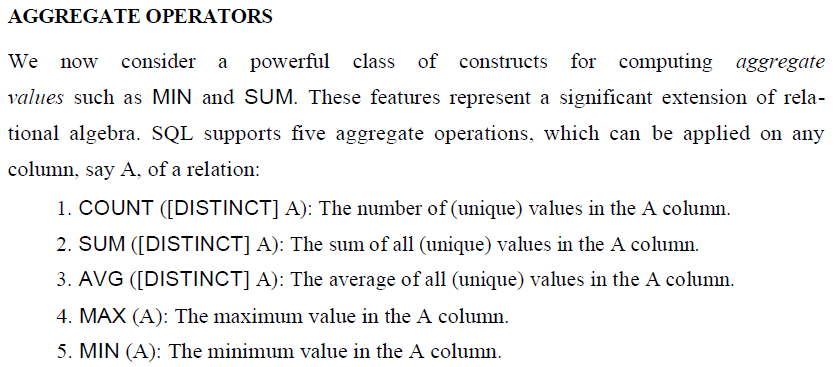 AGGREGATE OPERATORS
We now consider a powerful class of constructs for computing aggregate
values such as MIN and SUM. These features represent a significant extension of rela-
tional algebra. SQL supports five aggregate operations, which can be applied on any
column, say A, of a relation:
1. COUNT ([DISTINCT] A): The number of (unique) values in the A column.
2. SUM ([DISTINCT] A): The sum of all (unique) values in the A column.
3. AVG ([DISTINCT] A): The average of all (unique) values in the A column.
4. MAX (A): The maximum value in the A column.
5. MIN (A): The minimum value in the A column.